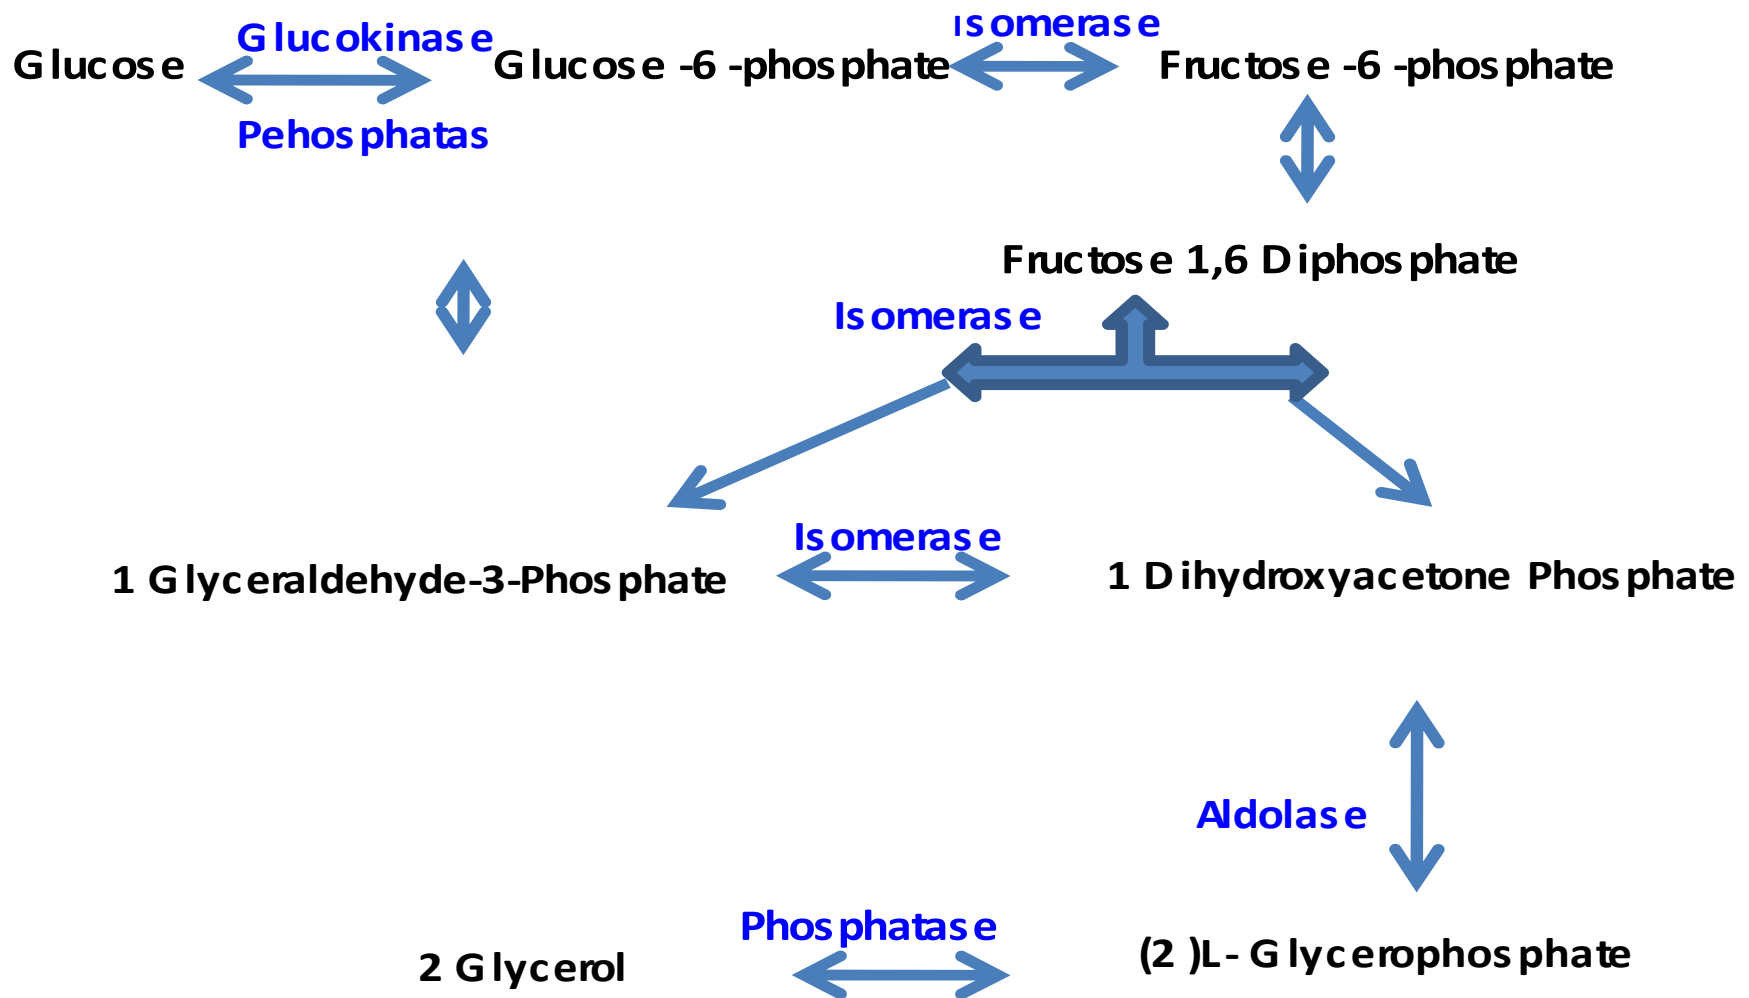 Glucokinase
Isomerase
Glucose
Glucose -6 -phosphate
Fructose -6 -phosphate
Pehosphatas
Fructose 1,6 Diphosphate
Isomerase
Isomerase
1 Glyceraldehyde-3-Phosphate
1 Dihydroxyacetone Phosphate
Aldolase
Phosphatase
2 Glycerol
(2 )L- Glycerophosphate